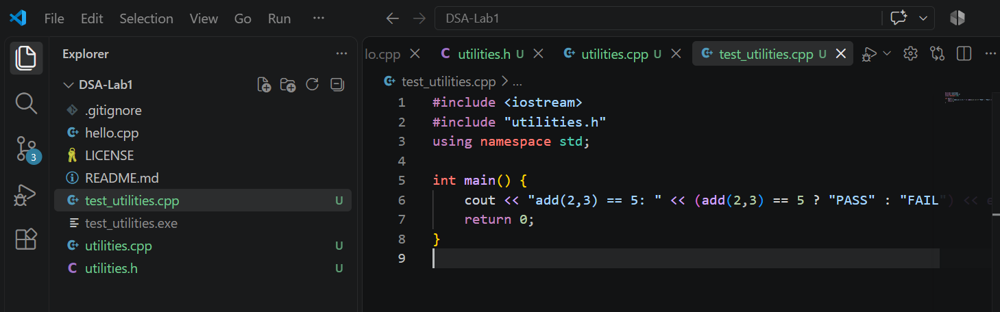 File Edit Selection View Go Run ...
DSA-Lab1
Explorer ...
DSA-Lab1
.gitignore
hello.cpp
LICENSE
README.md
test_utilities.cpp U
test_utilities.exe
utilities.cpp U
utilities.h U
3
lo.cpp C utilities.h U utilities.cpp U test_utilities.cpp U ...
test_utilities.cpp > ...
1 #include <iostream>
2 #include "utilities.h"
3 using namespace std;
4
5 int main() {
6 cout << "add(2,3) == 5: " << (add(2,3) == 5 ? "PASS" : "FAIL") << e
7 return 0;
8 }
9